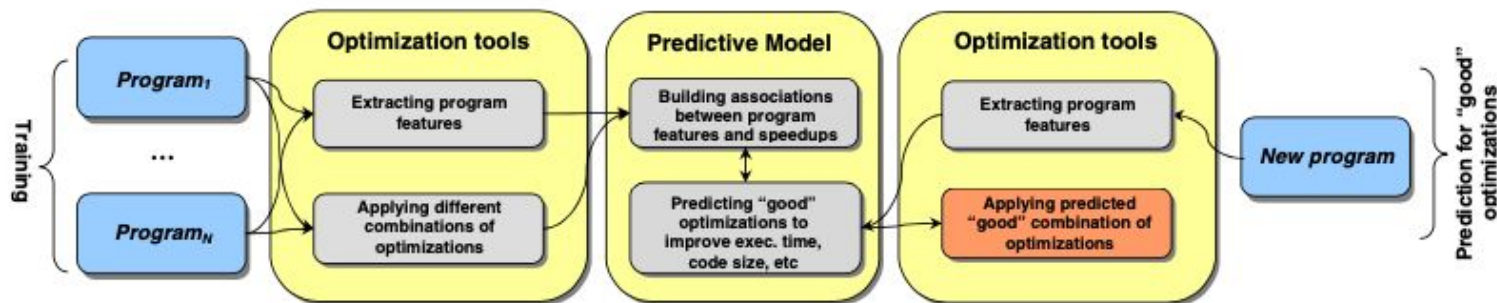 Training
Program1
...
ProgramN
Optimization tools
Extracting program
features
Applying different
combinations of
optimizations
Predictive Model
Building associations
between program
features and speedups
Predicting “good”
optimizations to
improve exec. time,
code size, etc
Optimization tools
Extracting program
features
Applying predicted
“good” combination of
optimizations
New program
Prediction for “good”
optimizations